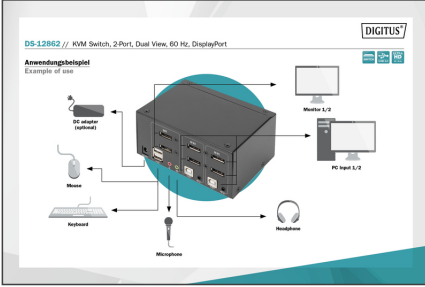 DIGITUS®
DS-12862 // KVM Switch, 2-Port, Dual View, 60 Hz, DisplayPort
Anwendungsbeispiel
Example of use
Monitor 1/2
DC adapter
(optional)
PC Input 1/2
Mouse
Keyboard
Headphone
Microphone